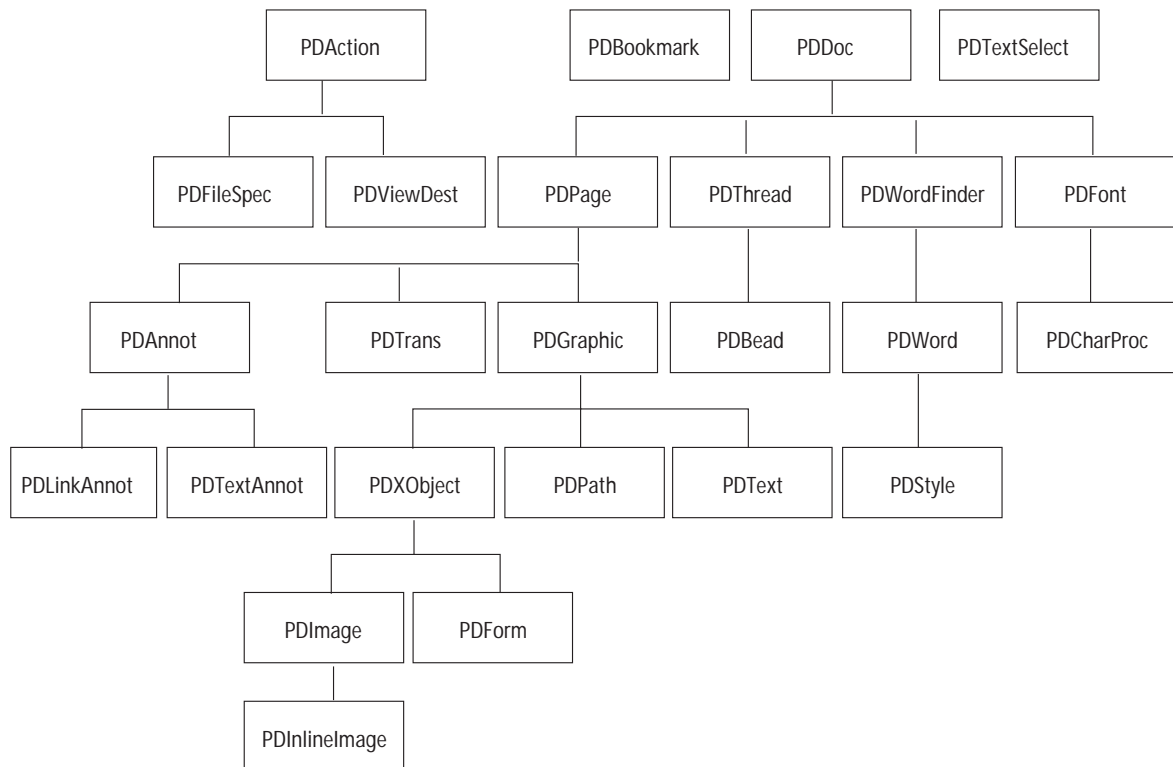 PDAction
PDBookmark
PDDoc
PDTextSelect
PDFileSpec
PDViewDest
PDPage
PDThread
PDWordFinder
PDFont
PDAnnot
PDTrans
PDGraphic
PDBead
PDWord
PDCharProc
PDLinkAnnot
PDTextAnnot
PDXObject
PDPath
PDText
PDStyle
PDImage
PDForm
PDInlineImage